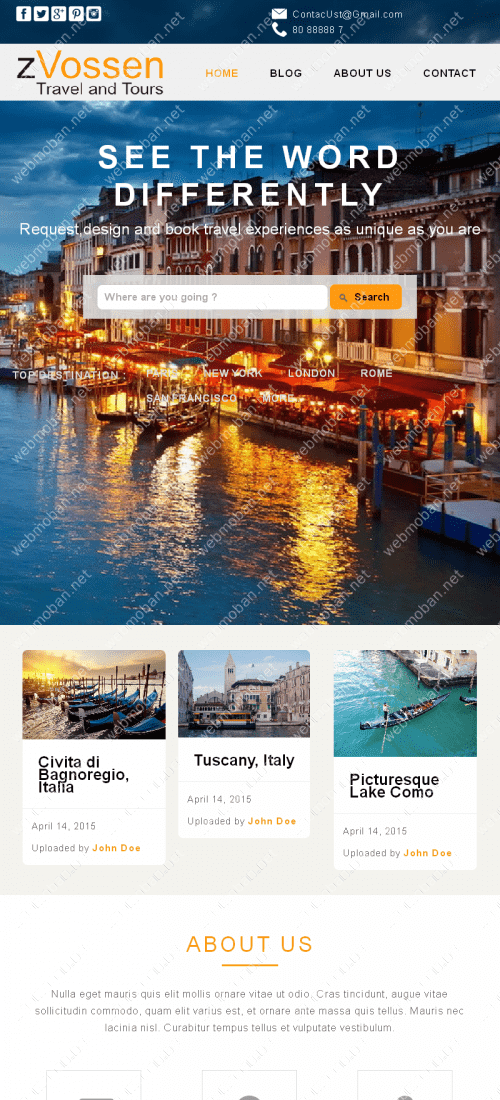 ContacUst@Gmail.com
80 88888 7
zVossen
Travel and Tours
HOME BLOG ABOUT US CONTACT
SEE THE WORD
DIFFERENTLY
Request,design and book travel experiences as unique as you are
Where are you going ?
Search
TOP DESTINATION : PARIS NEW YORK LONDON ROME
SAN FRANCISCO MORE..
Civita di
Bagnoregio,
Italia
April 14, 2015
Uploaded by John Doe
Tuscany, Italy
April 14, 2015
Uploaded by John Doe
Picturesque
Lake Como
April 14, 2015
Uploaded by John Doe
ABOUT US
Nulla eget mauris quis elit mollis ornare vitae ut odio. Cras tincidunt, augue vitae
sollicitudin commodo, quam elit varius est, et ornare ante massa quis tellus. Mauris nec
lacinia nisl. Curabitur tempus tellus et vulputate vestibulum.
webmoban.net